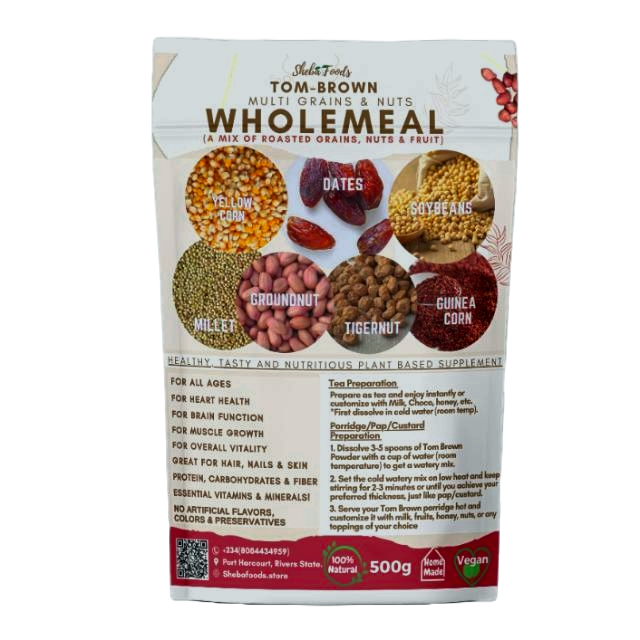 Sheba Foods
TOM-BROWN
MULTI GRAINS & NUTS
WHOLEMEAL
(A MIX OF ROASTED GRAINS, NUTS & FRUIT)
YELLOW
CORN
DATES
SOYBEANS
MILLET
GROUNDNUT
TIGERNUT
GUINEA
CORN
HEALTHY, TASTY AND NUTRITIOUS PLANT BASED SUPPLEMENT
FOR ALL AGES
FOR HEART HEALTH
FOR BRAIN FUNCTION
FOR MUSCLE GROWTH
FOR OVERALL VITALITY
GREAT FOR HAIR, NAILS & SKIN
PROTEIN, CARBOHYDRATES & FIBER
ESSENTIAL VITAMINS & MINERALS!
NO ARTIFICIAL FLAVORS,
COLORS & PRESERVATIVES
Tea Preparation
Prepare as tea and enjoy instantly or
customize with Milk, Choco, honey, etc.
*First dissolve in cold water (room temp).
Porridge/Pap/Custard
Preparation
1. Dissolve 3-5 spoons of Tom Brown
Powder with a cup of water (room
temperature) to get a watery mix.
2. Set the cold watery mix on low heat and keep
stirring for 2-3 minutes or until you achieve your
preferred thickness, just like pap/custard.
3. Serve your Tom Brown porridge hot and
customize it with milk, fruits, honey, nuts, or any
toppings of your choice
+234(8084434959)
Port Harcourt, Rivers State.
Shebafoods.store
100%
Natural
500g
Home
Made
Vegan